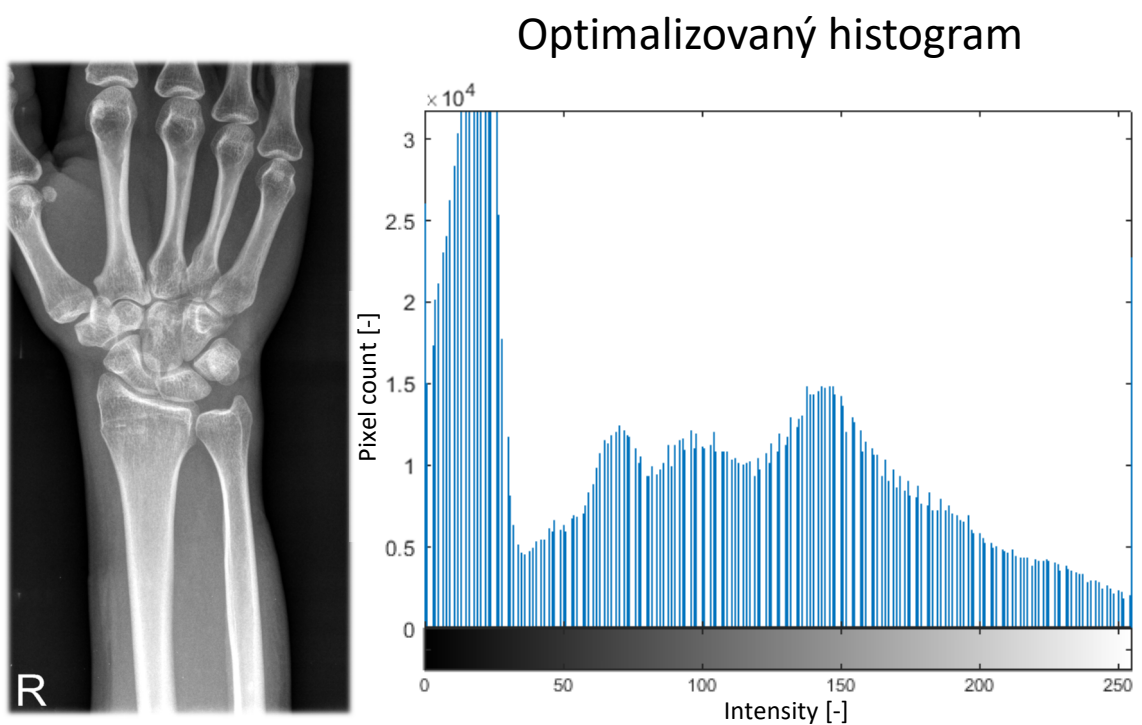 Optimalizovaný histogram
× 10⁴
3
2.5
2
1.5
1
0.5
0
Pixel count [-]
0 50 100 150 200 250
Intensity [-]
R